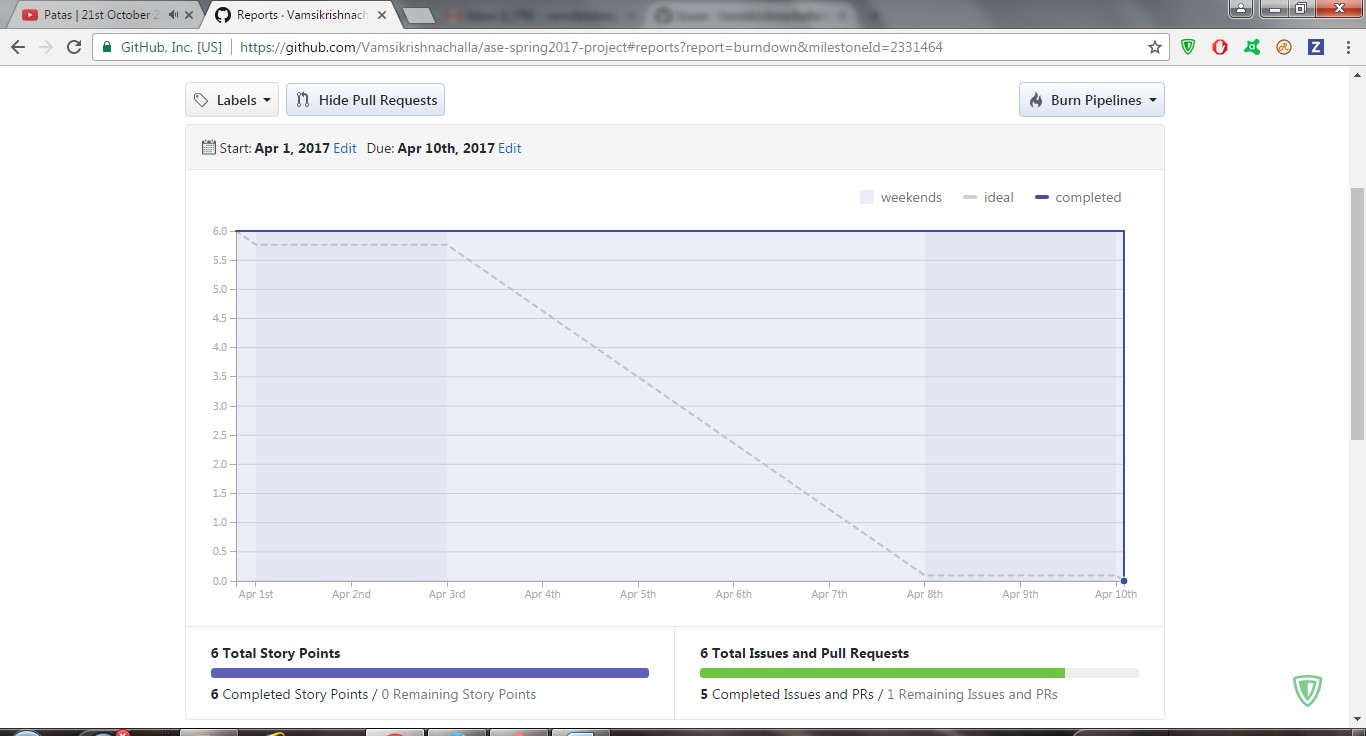 Patas | 21st October 2
Reports · Vamsikrishnach
GitHub, Inc. [US] https://github.com/Vamsikrishnachalla/ase-spring2017-project#reports?report=burndown&milestoneId=2331464
Labels Hide Pull Requests Burn Pipelines
Start: Apr 1, 2017 Edit Due: Apr 10th, 2017 Edit
weekends ideal completed
6.0
5.5
5.0
4.5
4.0
3.5
3.0
2.5
2.0
1.5
1.0
0.5
0.0
Apr 1st Apr 2nd Apr 3rd Apr 4th Apr 5th Apr 6th Apr 7th Apr 8th Apr 9th Apr 10th
6 Total Story Points
6 Completed Story Points / 0 Remaining Story Points
6 Total Issues and Pull Requests
5 Completed Issues and PRs / 1 Remaining Issues and PRs